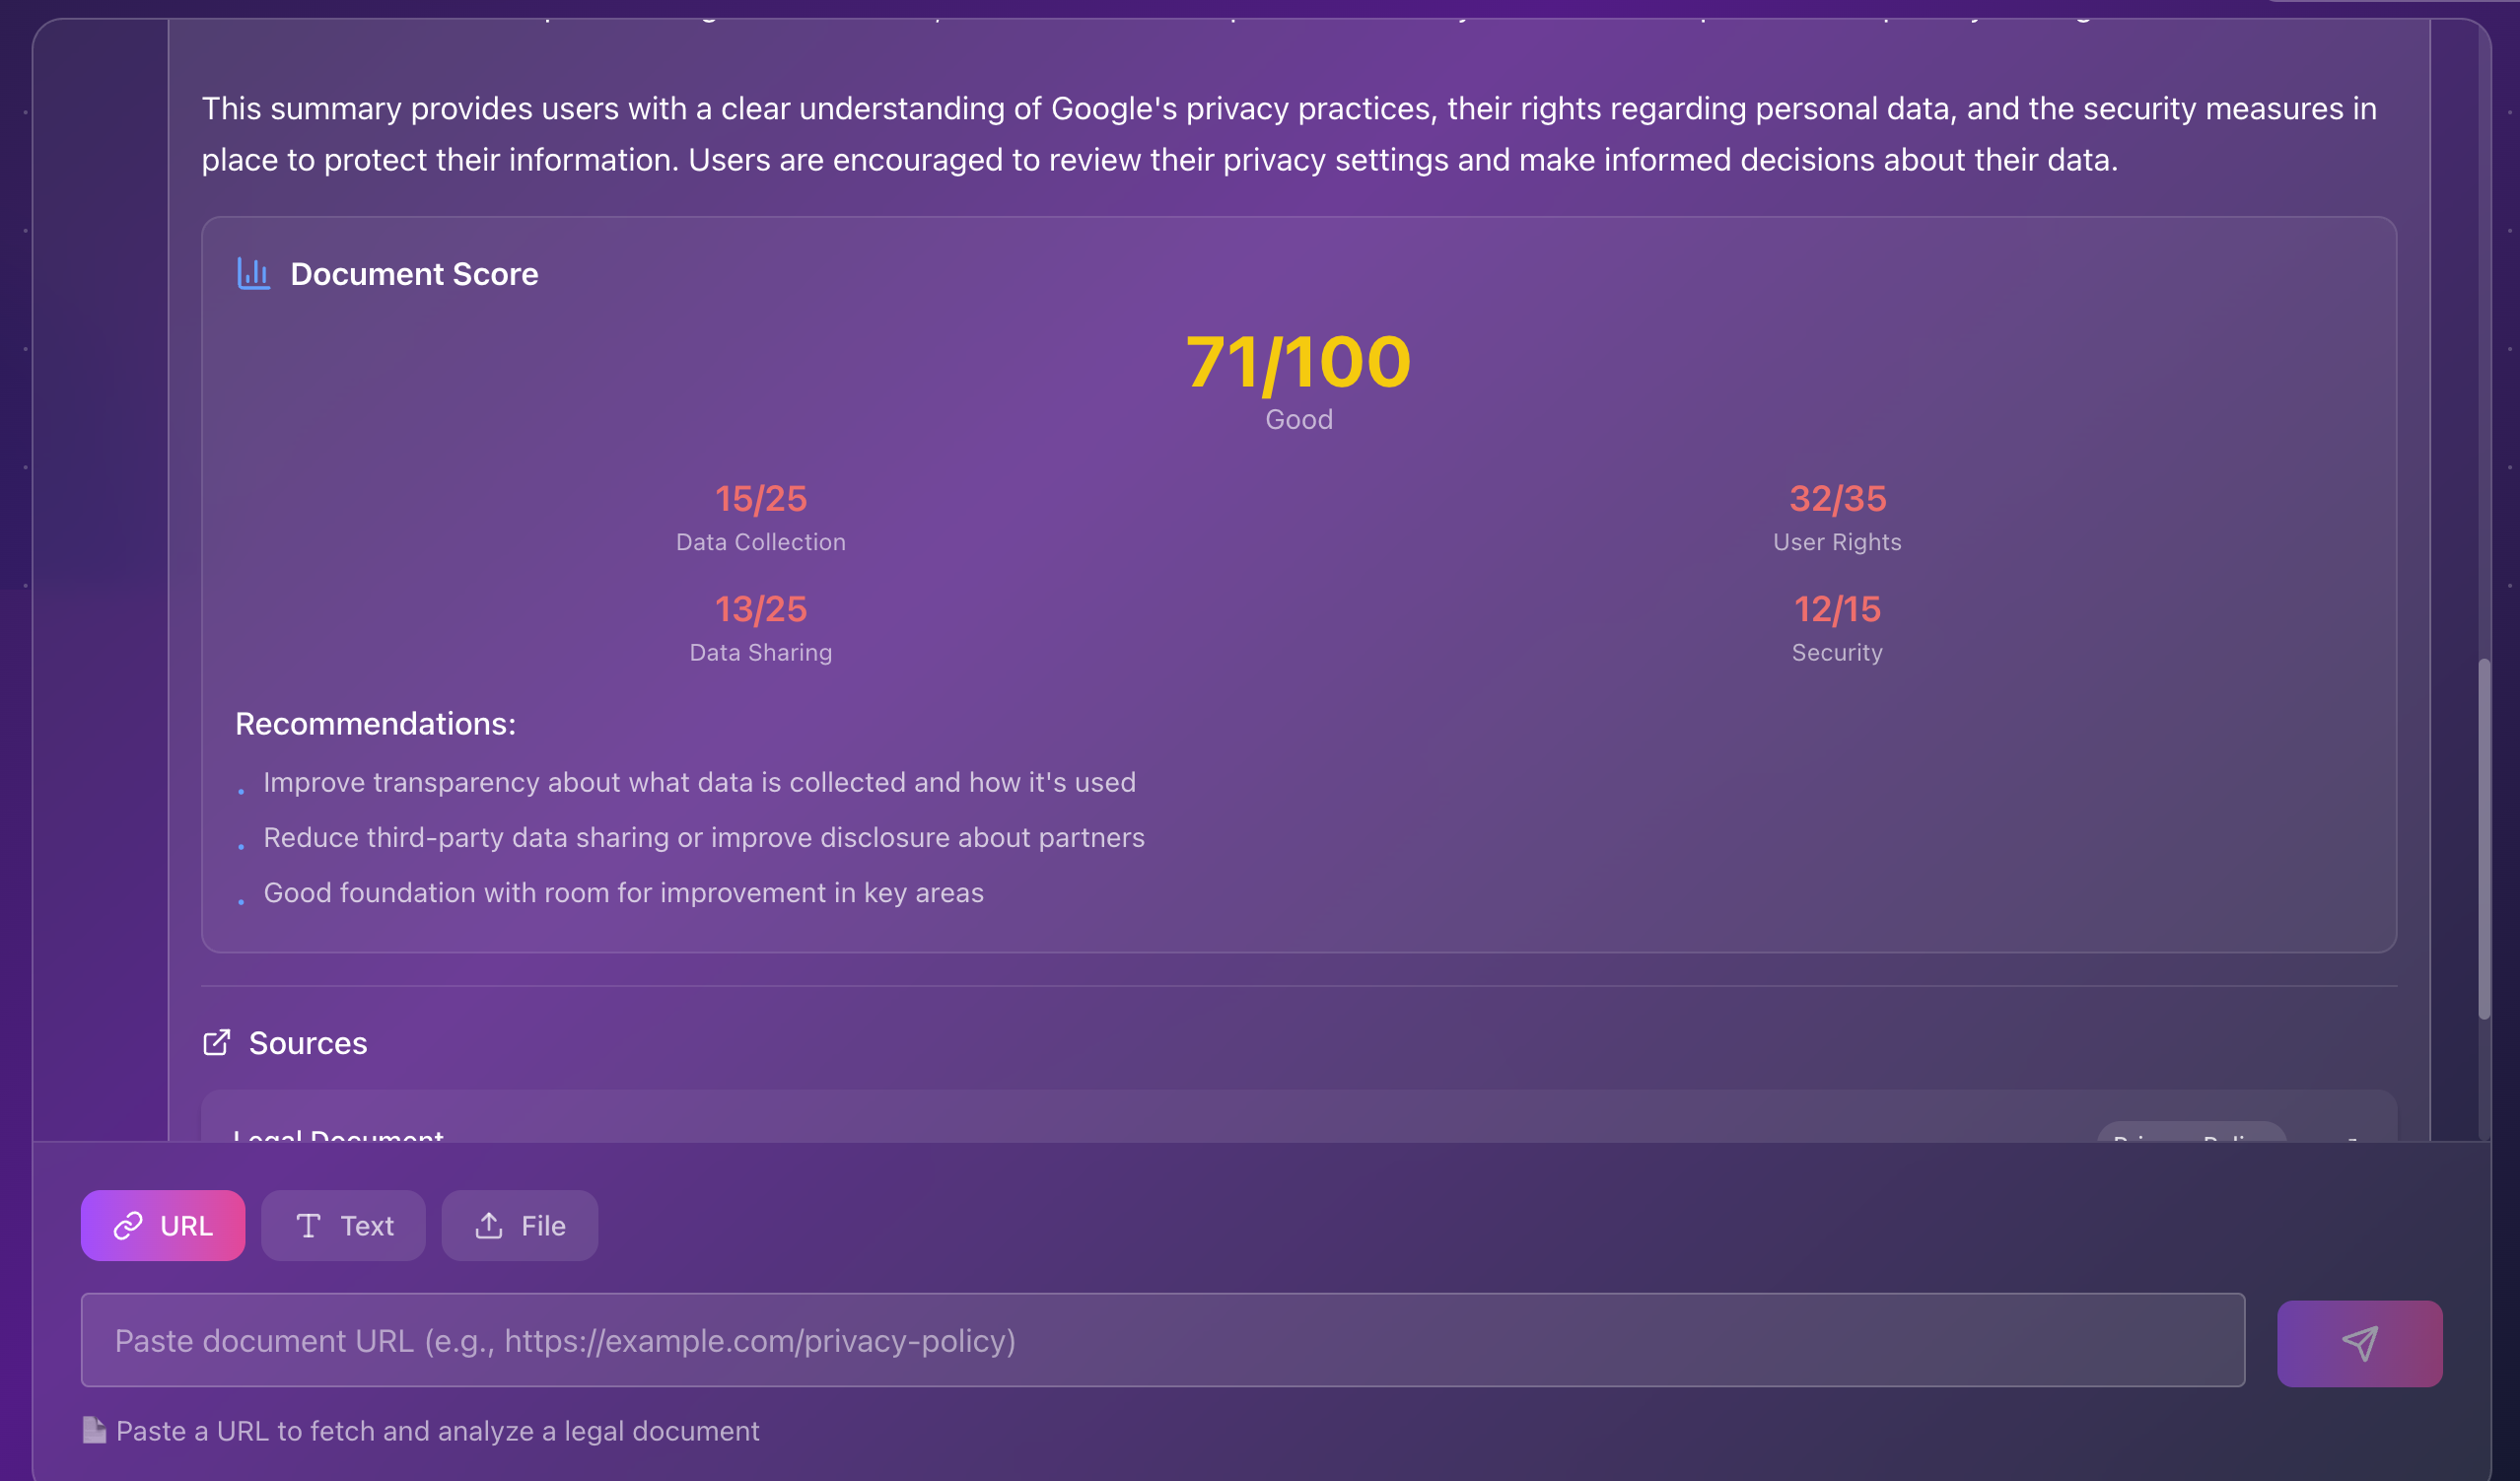 This summary provides users with a clear understanding of Google's privacy practices, their rights regarding personal data, and the security measures in
place to protect their information. Users are encouraged to review their privacy settings and make informed decisions about their data.
Document Score
71/100
Good
15/25
Data Collection
32/35
User Rights
13/25
Data Sharing
12/15
Security
Recommendations:
• Improve transparency about what data is collected and how it's used
• Reduce third-party data sharing or improve disclosure about partners
• Good foundation with room for improvement in key areas
Sources
Legal Document
Privacy Policy
URL
Text
File
Paste document URL (e.g., https://example.com/privacy-policy)
Paste a URL to fetch and analyze a legal document